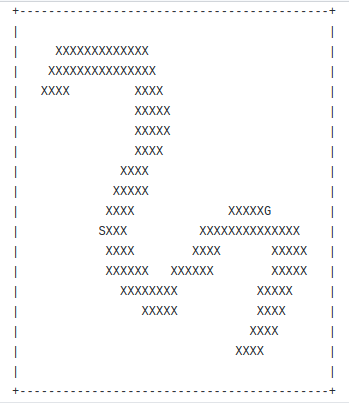 +-------------------------------------------+
|                                           |
|     XXXXXXXXXXXXX                         |
|    XXXXXXXXXXXXXXX                        |
|   XXXX         XXXX                       |
|                XXXXX                      |
|                XXXXX                      |
|                XXXX                       |
|              XXXX                         |
|             XXXXX                         |
|            XXXX             XXXXXG        |
|           SXXX          XXXXXXXXXXXXXX    |
|            XXXX        XXXX       XXXXX   |
|            XXXXXX   XXXXXX        XXXXX   |
|              XXXXXXXX           XXXXX     |
|                 XXXXX           XXXX      |
|                                XXXX       |
|                              XXXX         |
|                                           |
+-------------------------------------------+